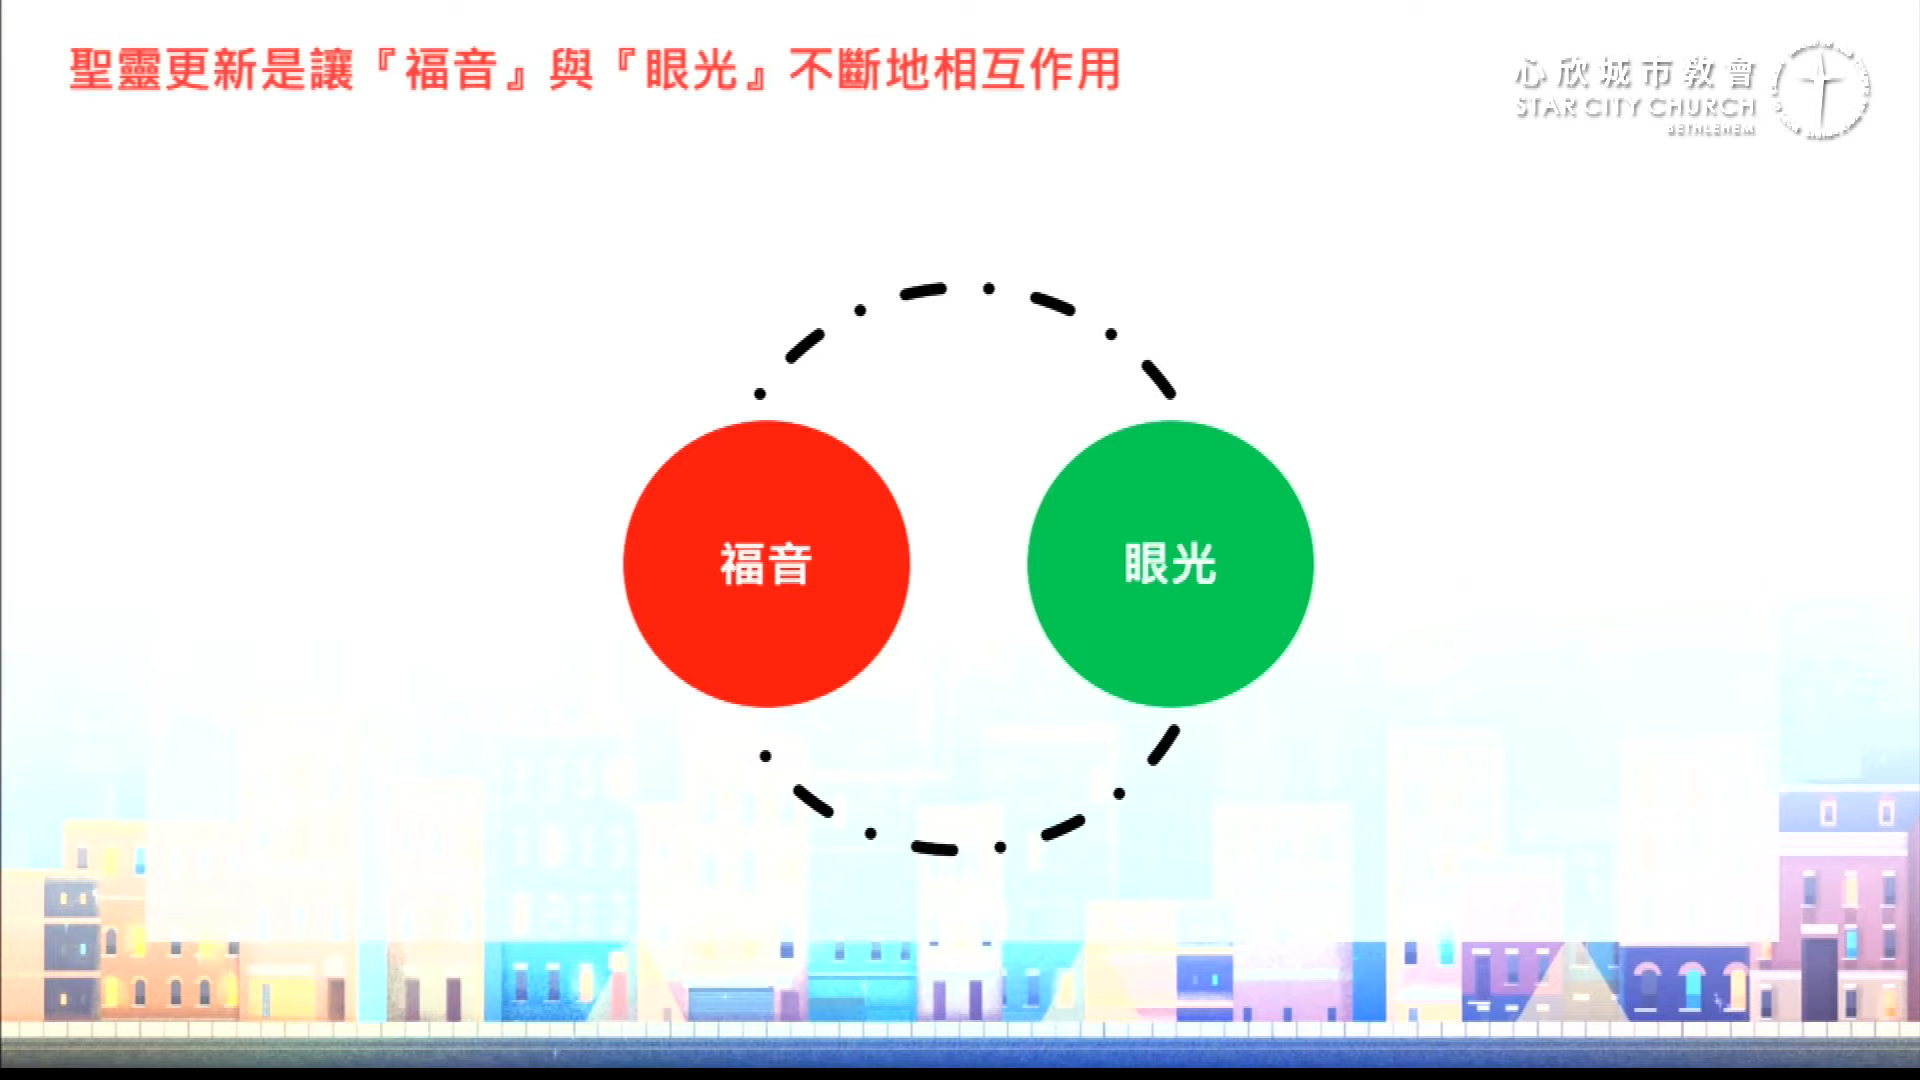 聖靈更新是讓『福音』與『眼光』不斷地相互作用
心欣城市教會
STAR CITY CHURCH
BETHLEHEM
福音
眼光